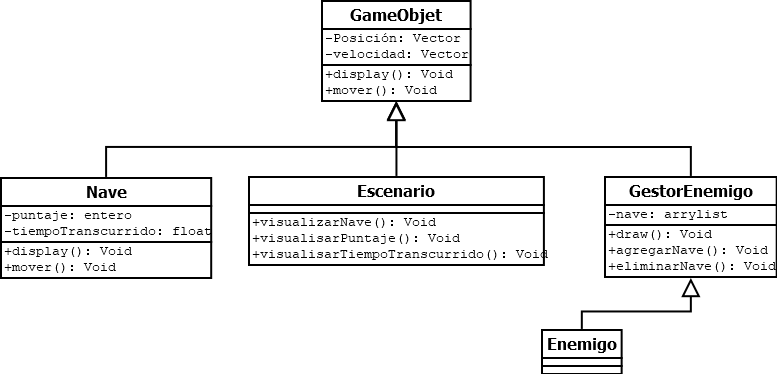 GameObjet
-Posición: Vector
-velocidad: Vector
+display(): Void
+mover(): Void
Nave
-puntaje: entero
-tiempoTranscurrido: float
+display(): Void
+mover(): Void
Escenario
+visualizarNave(): Void
+visualisarPuntaje(): Void
+visualisarTiempoTranscurrido(): Void
GestorEnemigo
-nave: arrylist
+draw(): Void
+agregarNave(): Void
+eliminarNave(): Void
Enemigo